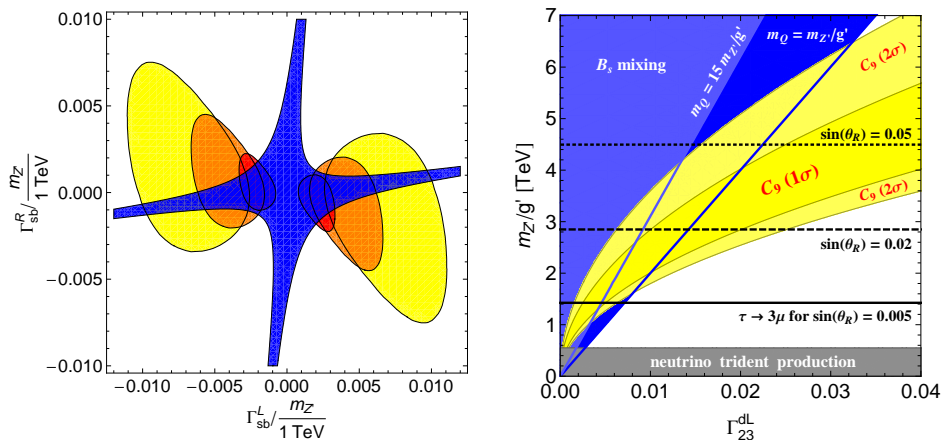 0.010
0.005
0.000
−0.005
−0.010
Γ^R_sb / m_Z' / 1 TeV
−0.010 −0.005 0.000 0.005 0.010
Γ^L_sb / m_Z' / 1 TeV
7
6
5
4
3
2
1
0
m_Z'/g' [TeV]
B_s mixing
m_Q = 15 m_Z'/g'
m_Q = m_Z'/g'
C_9 (2σ)
sin(θ_R) = 0.05
C_9 (1σ)
C_9 (2σ)
sin(θ_R) = 0.02
τ → 3μ for sin(θ_R) = 0.005
neutrino trident production
0.00 0.01 0.02 0.03 0.04
Γ^dL_23